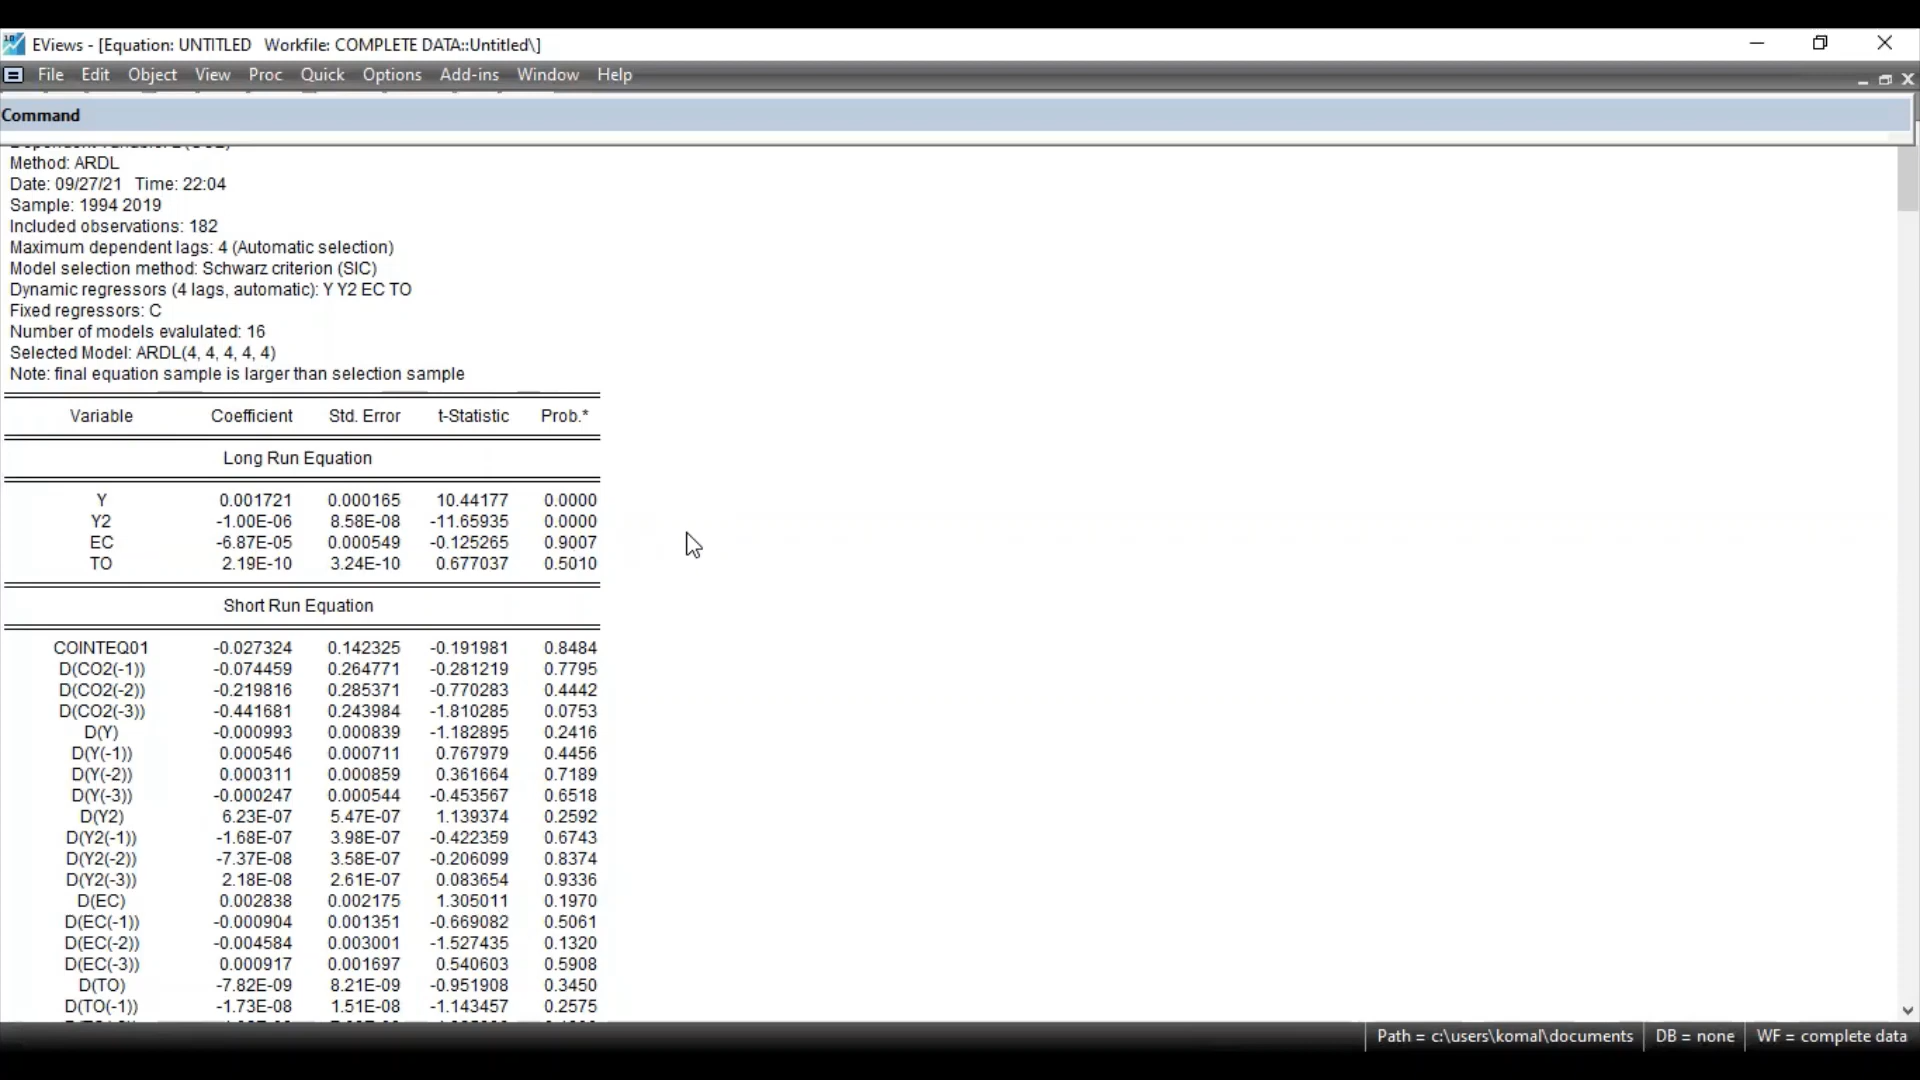 EViews - [Equation: UNTITLED   Workfile: COMPLETE DATA::Untitled\]
File Edit Object View Proc Quick Options Add-ins Window Help
Command
Method: ARDL
Date: 09/27/21   Time: 22:04
Sample: 1994 2019
Included observations: 182
Maximum dependent lags: 4 (Automatic selection)
Model selection method: Schwarz criterion (SIC)
Dynamic regressors (4 lags, automatic): Y Y2 EC TO
Fixed regressors: C
Number of models evalulated: 16
Selected Model: ARDL(4, 4, 4, 4, 4)
Note: final equation sample is larger than selection sample
Variable Coefficient Std. Error t-Statistic Prob.*
Long Run Equation
Y 0.001721 0.000165 10.44177 0.0000
Y2 -1.00E-06 8.58E-08 -11.65935 0.0000
EC -6.87E-05 0.000549 -0.125265 0.9007
TO 2.19E-10 3.24E-10 0.677037 0.5010
Short Run Equation
COINTEQ01 -0.027324 0.142325 -0.191981 0.8484
D(CO2(-1)) -0.074459 0.264771 -0.281219 0.7795
D(CO2(-2)) -0.219816 0.285371 -0.770283 0.4442
D(CO2(-3)) -0.441681 0.243984 -1.810285 0.0753
D(Y) -0.000993 0.000839 -1.182895 0.2416
D(Y(-1)) 0.000546 0.000711 0.767979 0.4456
D(Y(-2)) 0.000311 0.000859 0.361664 0.7189
D(Y(-3)) -0.000247 0.000544 -0.453567 0.6518
D(Y2) 6.23E-07 5.47E-07 1.139374 0.2592
D(Y2(-1)) -1.68E-07 3.98E-07 -0.422359 0.6743
D(Y2(-2)) -7.37E-08 3.58E-07 -0.206099 0.8374
D(Y2(-3)) 2.18E-08 2.61E-07 0.083654 0.9336
D(EC) 0.002838 0.002175 1.305011 0.1970
D(EC(-1)) -0.000904 0.001351 -0.669082 0.5061
D(EC(-2)) -0.004584 0.003001 -1.527435 0.1320
D(EC(-3)) 0.000917 0.001697 0.540603 0.5908
D(TO) -7.82E-09 8.21E-09 -0.951908 0.3450
D(TO(-1)) -1.73E-08 1.51E-08 -1.143457 0.2575
Path = c:\users\komal\documents DB = none WF = complete data